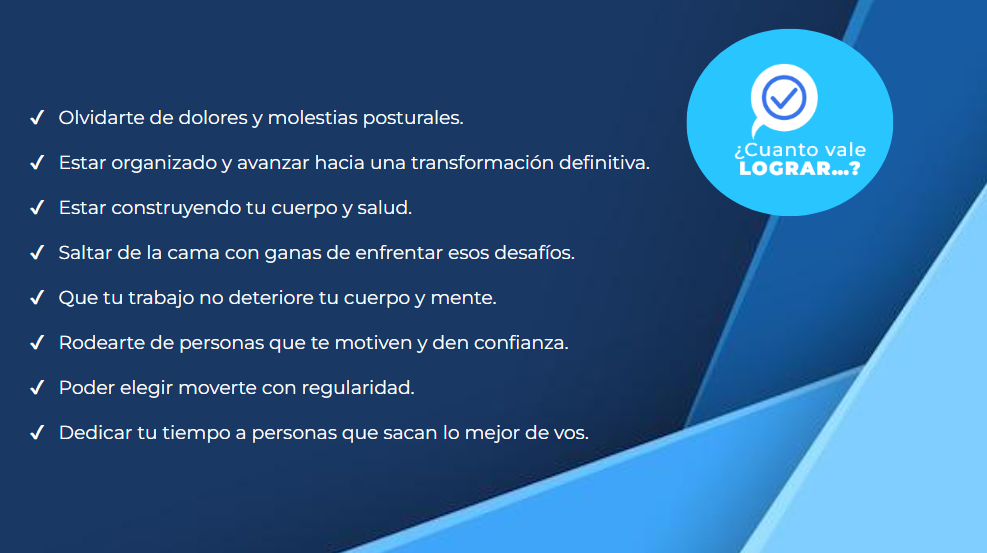 ¿Cuanto vale
LOGRAR...?
✓ Olvidarte de dolores y molestias posturales.
✓ Estar organizado y avanzar hacia una transformación definitiva.
✓ Estar construyendo tu cuerpo y salud.
✓ Saltar de la cama con ganas de enfrentar esos desafíos.
✓ Que tu trabajo no deteriore tu cuerpo y mente.
✓ Rodearte de personas que te motiven y den confianza.
✓ Poder elegir moverte con regularidad.
✓ Dedicar tu tiempo a personas que sacan lo mejor de vos.